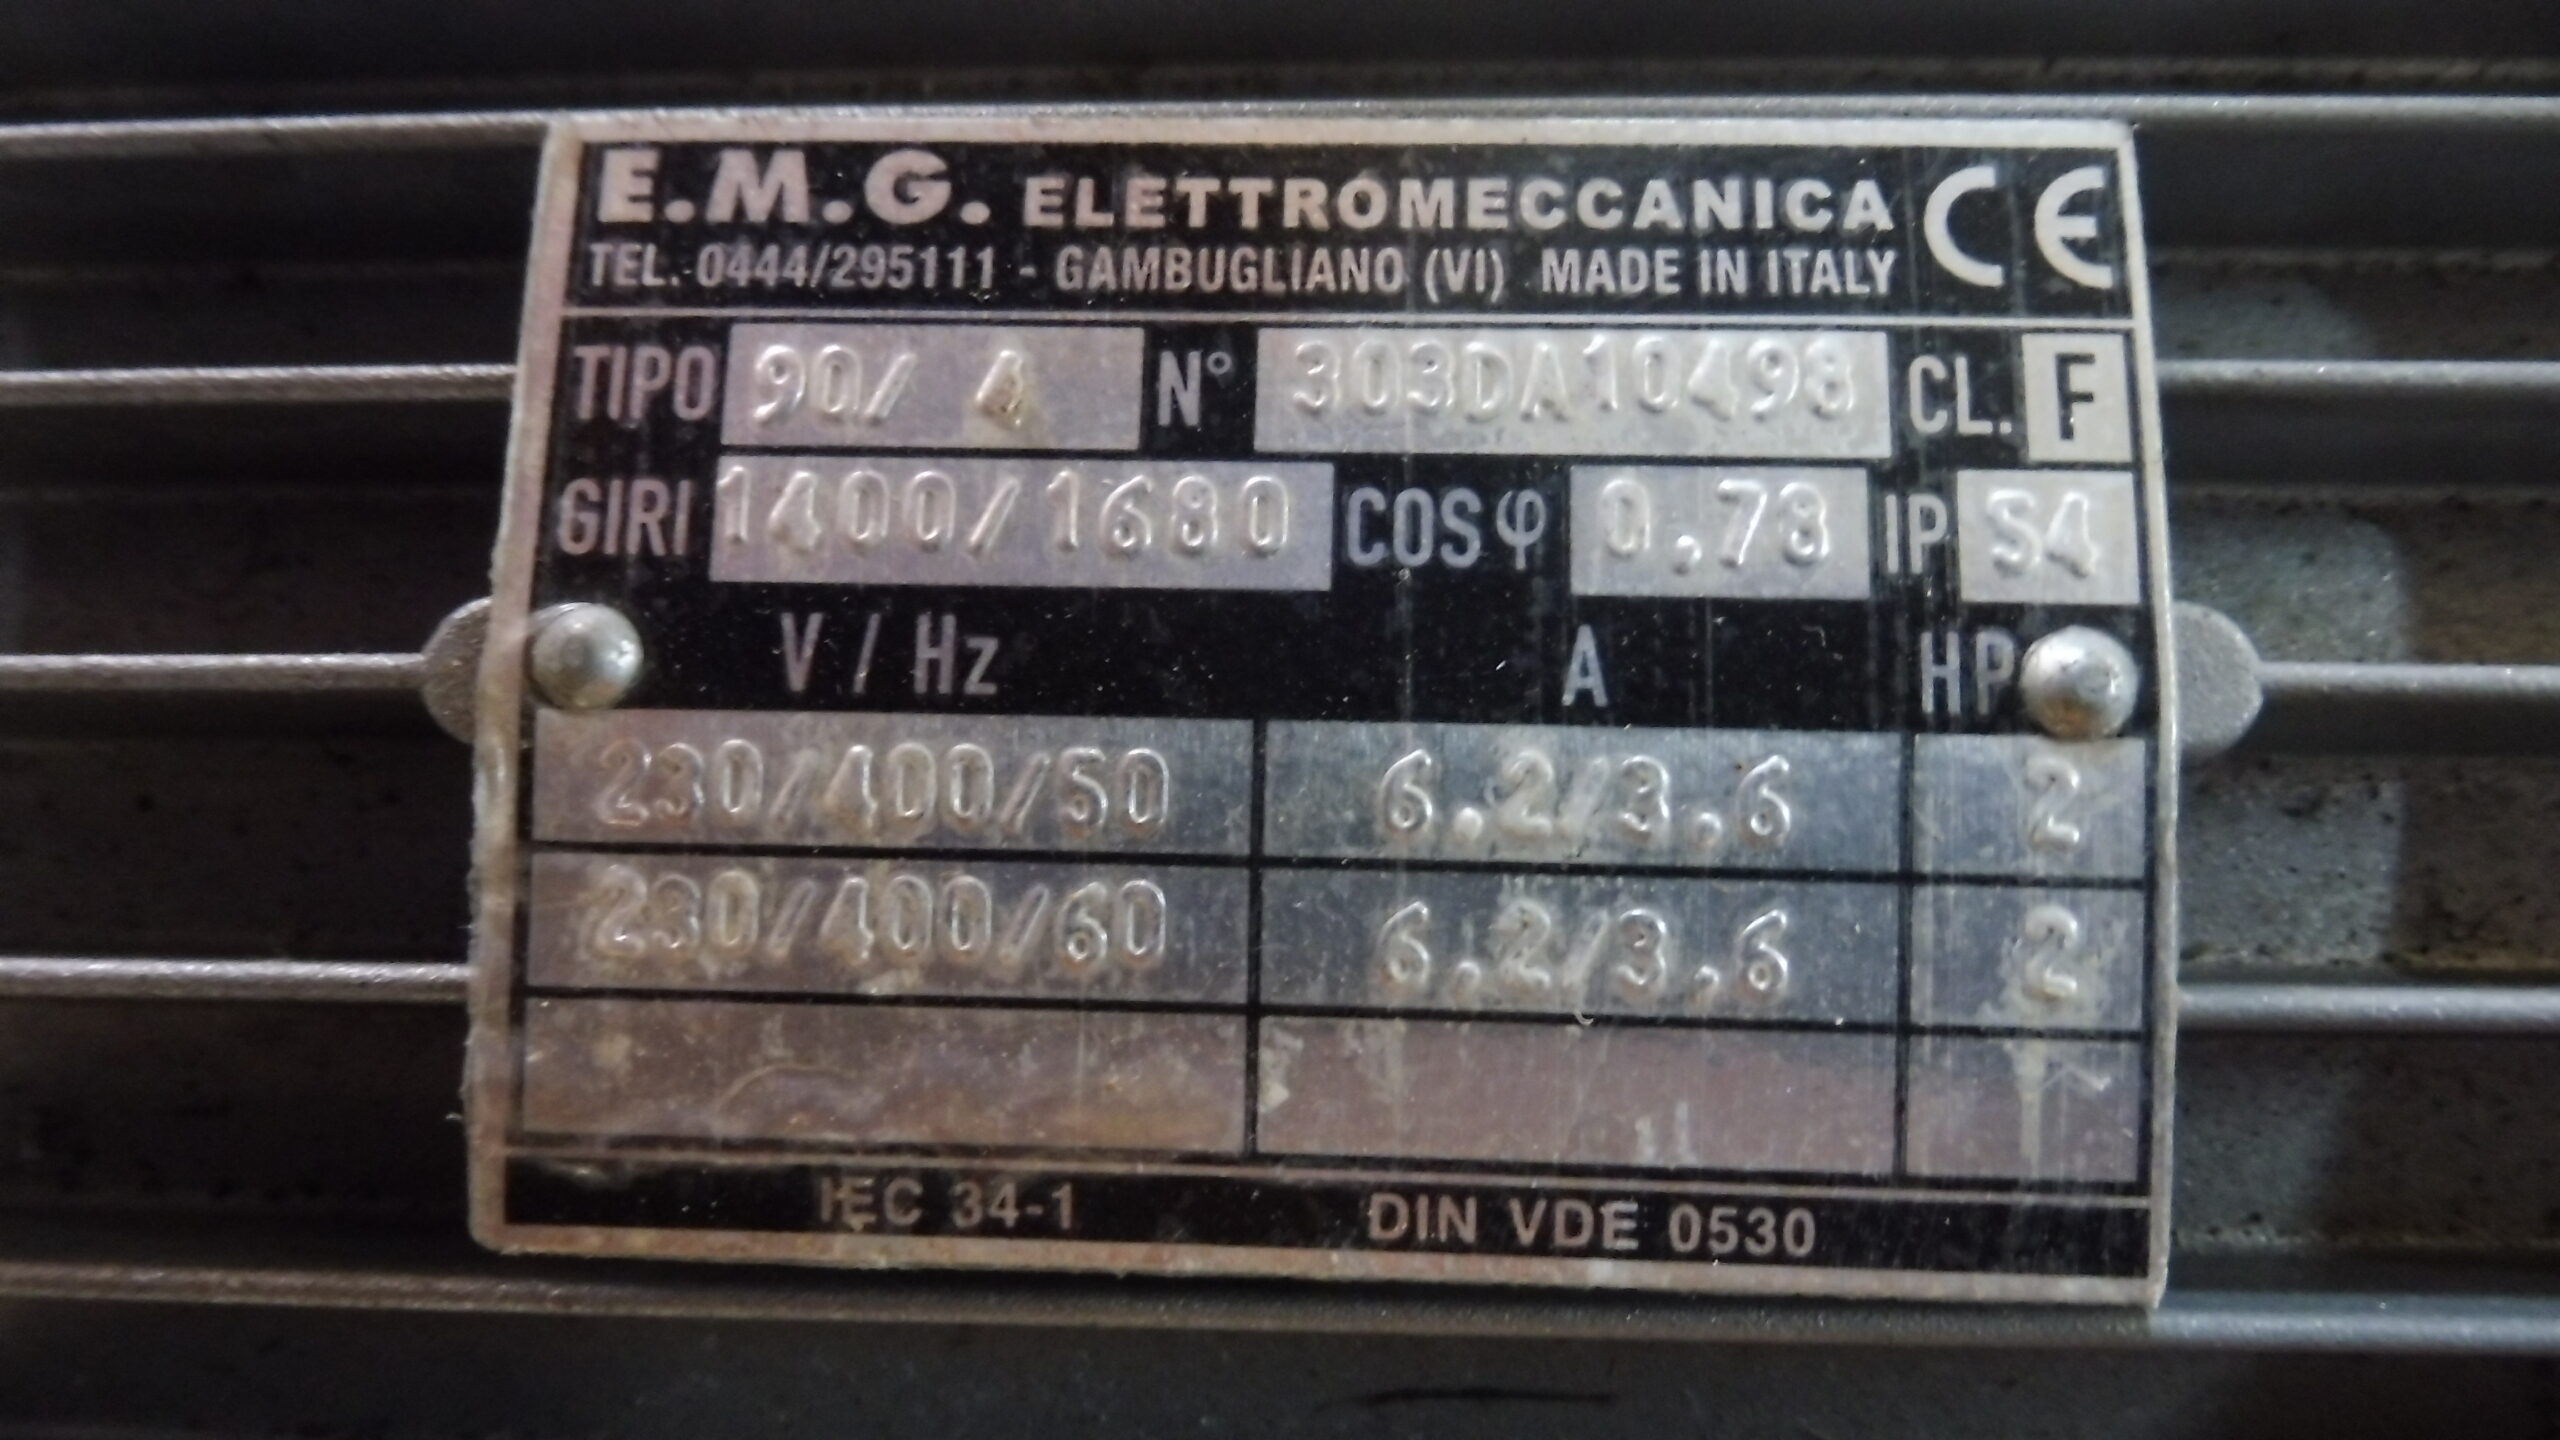 E.M.G. ELETTROMECCANICA CE
TEL. 0444/295111 - GAMBUGLIANO (VI) MADE IN ITALY
TIPO 90/ 4 N° 303DA10498 CL. F
GIRI 1400/1680 COS φ 0,78 IP 54
V / Hz A HP
230/400/50 6.2/3,6 2
230/400/60 6,2/3,6 2
IEC 34-1 DIN VDE 0530